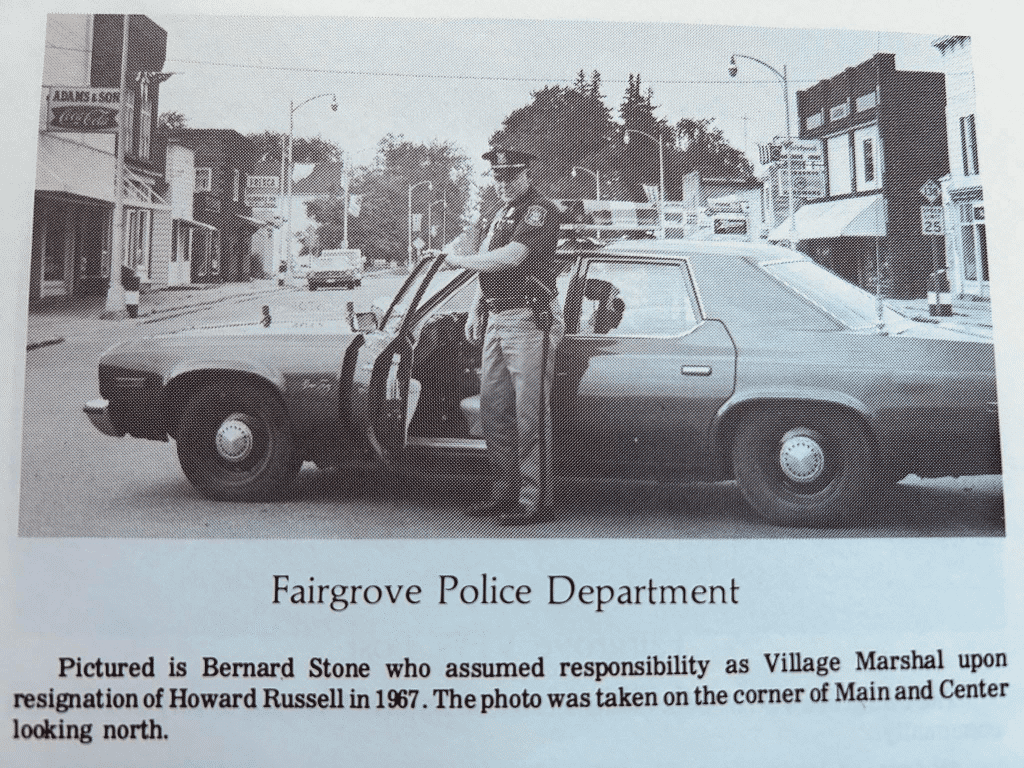 ADAMS & SON
Coca-Cola
FRESCA
SPEED
25
Fairgrove Police Department
Pictured is Bernard Stone who assumed responsibility as Village Marshal upon
resignation of Howard Russell in 1967. The photo was taken on the corner of Main and Center
looking north.